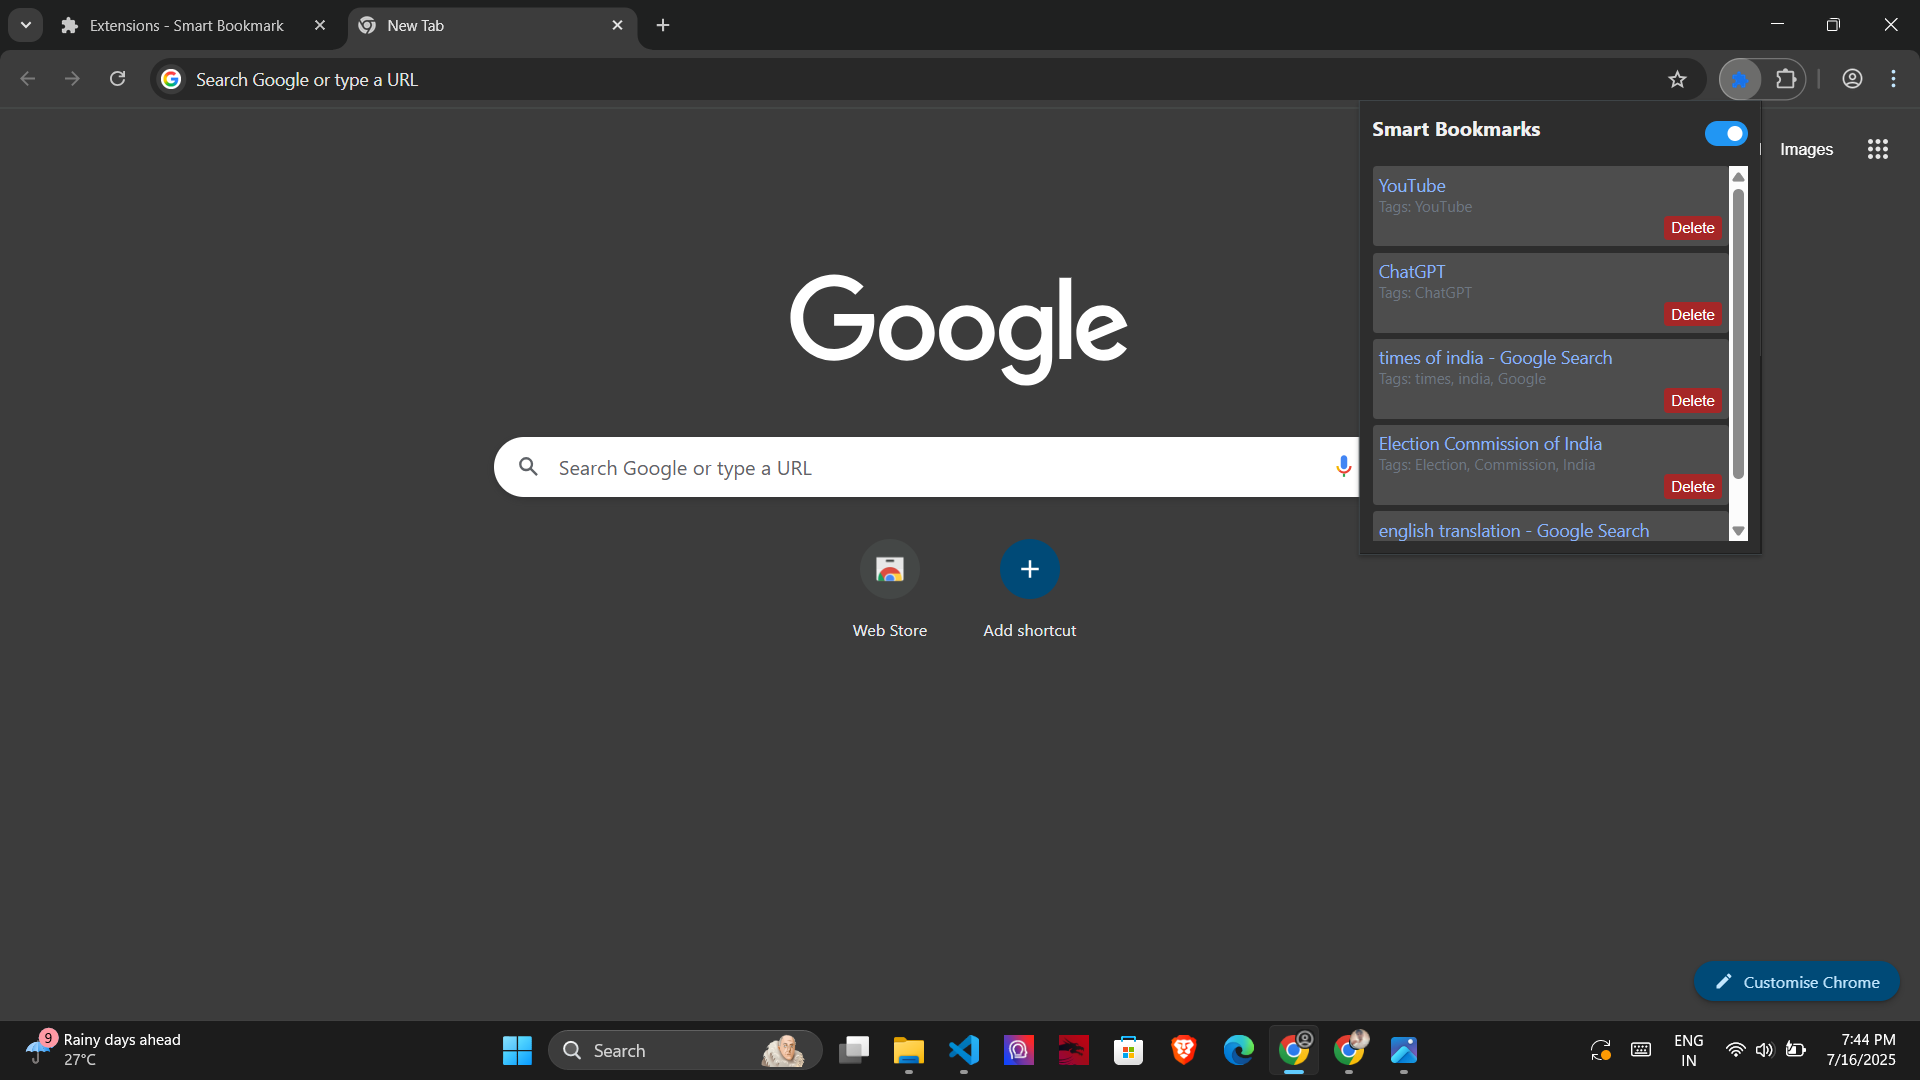 Extensions - Smart Bookmark
New Tab
Search Google or type a URL
Smart Bookmarks
Images
YouTube
Tags: YouTube
Delete
ChatGPT
Tags: ChatGPT
Delete
times of india - Google Search
Tags: times, india, Google
Delete
Election Commission of India
Tags: Election, Commission, India
Delete
english translation - Google Search
Google
Search Google or type a URL
Web Store
Add shortcut
Customise Chrome
9
Rainy days ahead
27°C
Search
ENG
IN
7:44 PM
7/16/2025